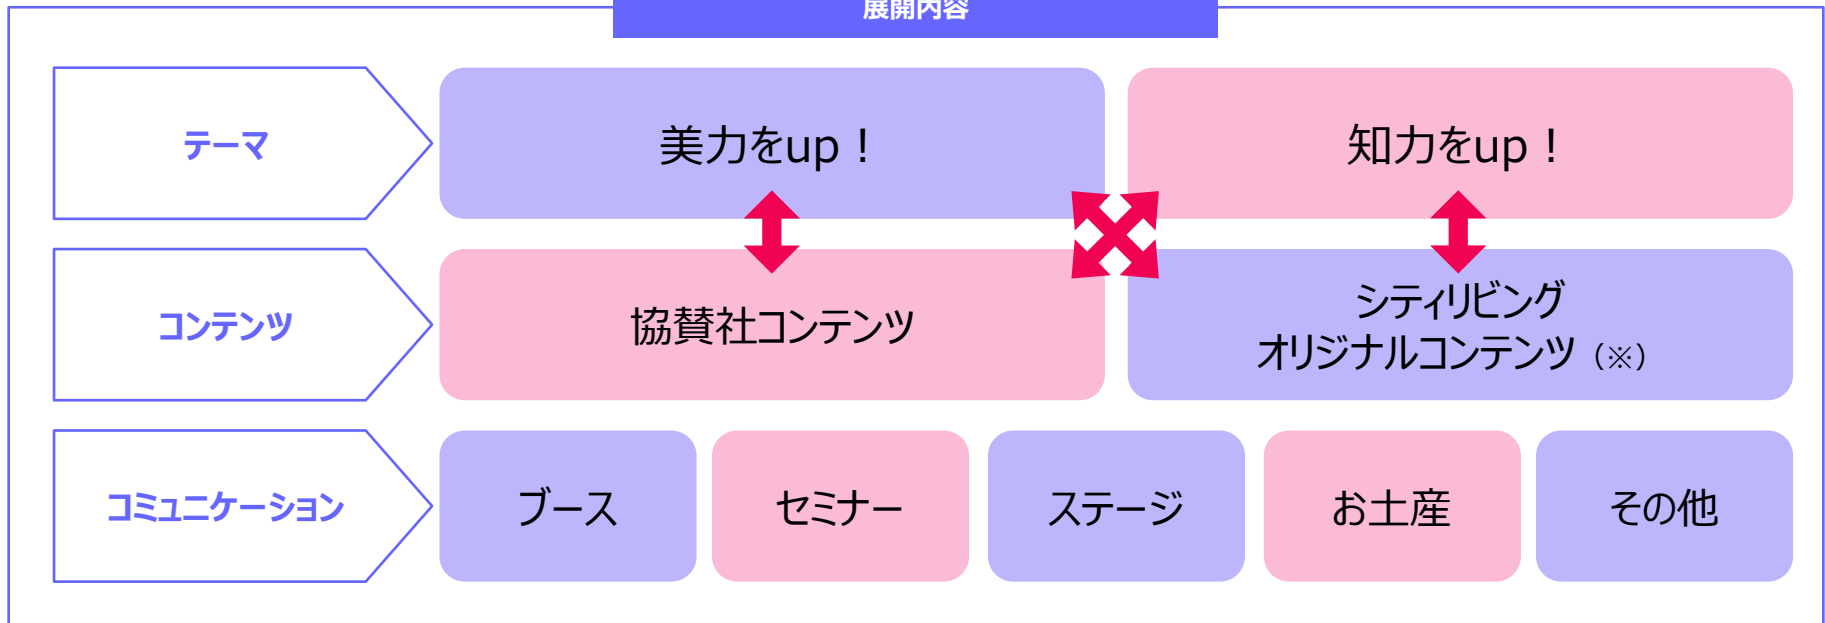 展開内容
テーマ
美力をup！
知力をup！
コンテンツ
協賛社コンテンツ
シティリビング
オリジナルコンテンツ（※）
コミュニケーション
ブース
セミナー
ステージ
お土産
その他